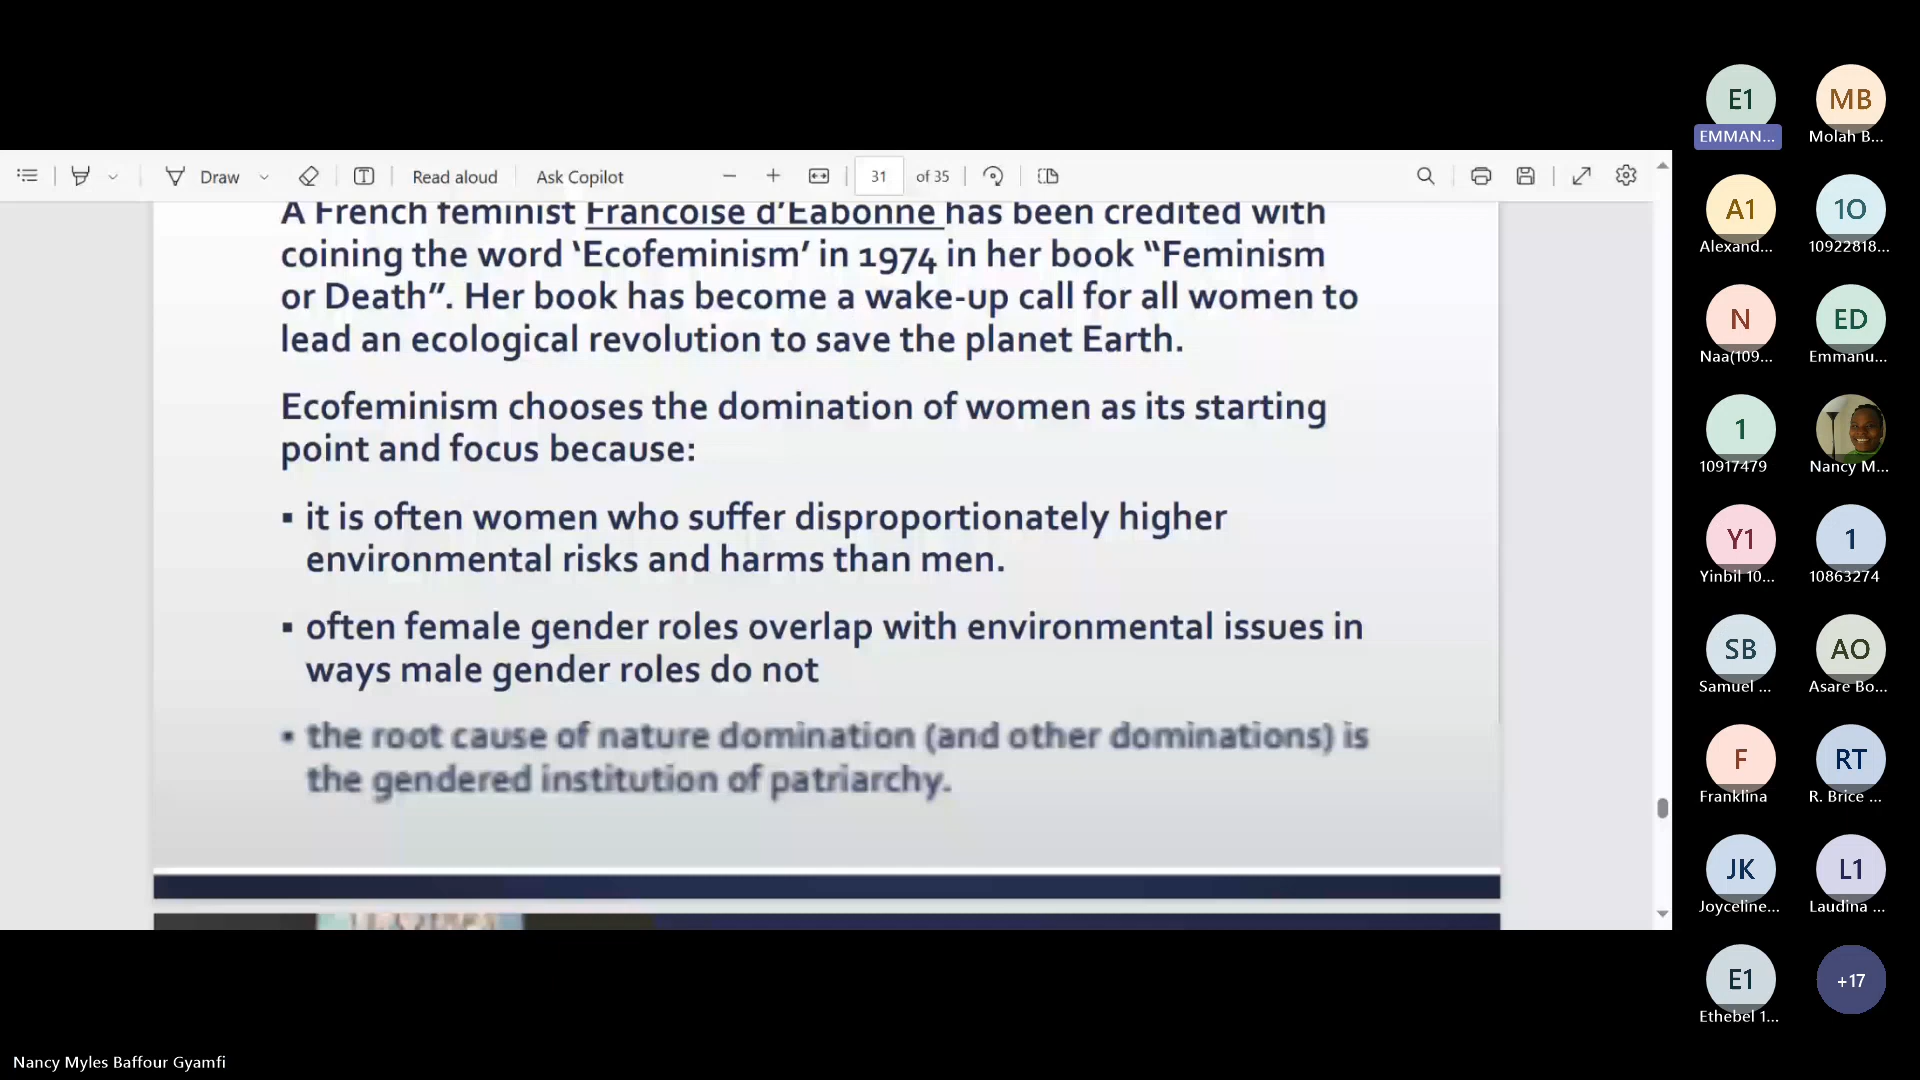 E1
MB
EMMAN...
Molah B...
Draw
Read aloud
Ask Copilot
31
of 35
A1
1O
Alexand...
10922818...
A French feminist Francoise d’Eabonne has been credited with
coining the word ‘Ecofeminism’ in 1974 in her book “Feminism
or Death”. Her book has become a wake-up call for all women to
lead an ecological revolution to save the planet Earth.
N
ED
Naa(109...
Emmanu...
Ecofeminism chooses the domination of women as its starting
point and focus because:
1
10917479
Nancy M...
▪ it is often women who suffer disproportionately higher
environmental risks and harms than men.
Y1
1
Yinbil 10...
10863274
▪ often female gender roles overlap with environmental issues in
ways male gender roles do not
SB
AO
Samuel ...
Asare Bo...
▪ the root cause of nature domination (and other dominations) is
the gendered institution of patriarchy.
F
RT
Franklina
R. Brice ...
JK
L1
Joyceline...
Laudina ...
E1
+17
Ethebel 1...
Nancy Myles Baffour Gyamfi